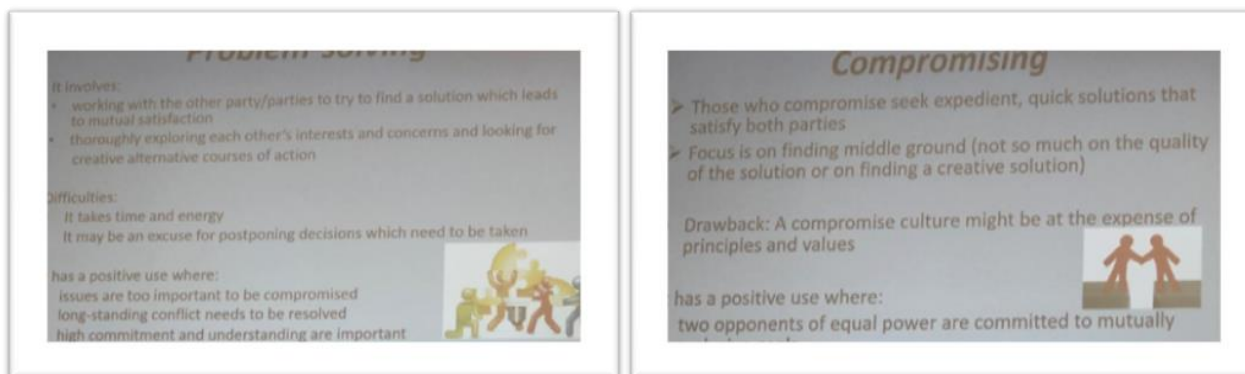 Problem Solving
It involves:
• working with the other party/parties to try to find a solution which leads
to mutual satisfaction
• thoroughly exploring each other's interests and concerns and looking for
creative alternative courses of action
Difficulties:
It takes time and energy
It may be an excuse for postponing decisions which need to be taken
has a positive use where:
issues are too important to be compromised
long-standing conflict needs to be resolved
high commitment and understanding are important
Compromising
➢ Those who compromise seek expedient, quick solutions that
satisfy both parties
➢ Focus is on finding middle ground (not so much on the quality
of the solution or on finding a creative solution)
Drawback: A compromise culture might be at the expense of
principles and values
has a positive use where:
two opponents of equal power are committed to mutually